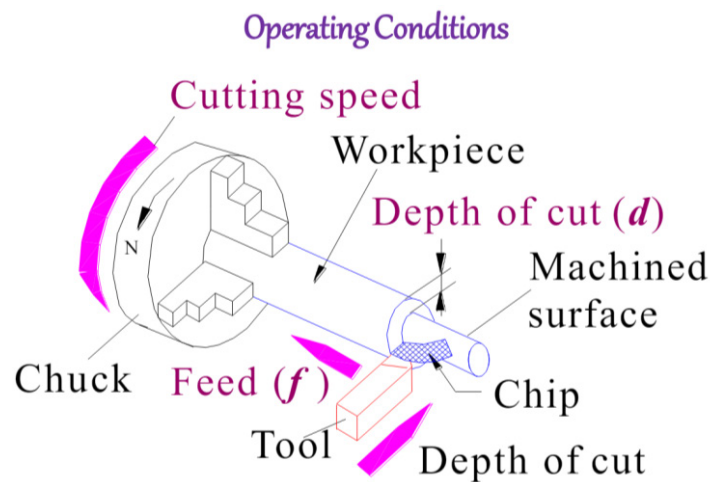 Operating Conditions
Cutting speed
Workpiece
Depth of cut (d)
N
Machined
surface
Chuck
Feed (f )
Chip
Tool
Depth of cut